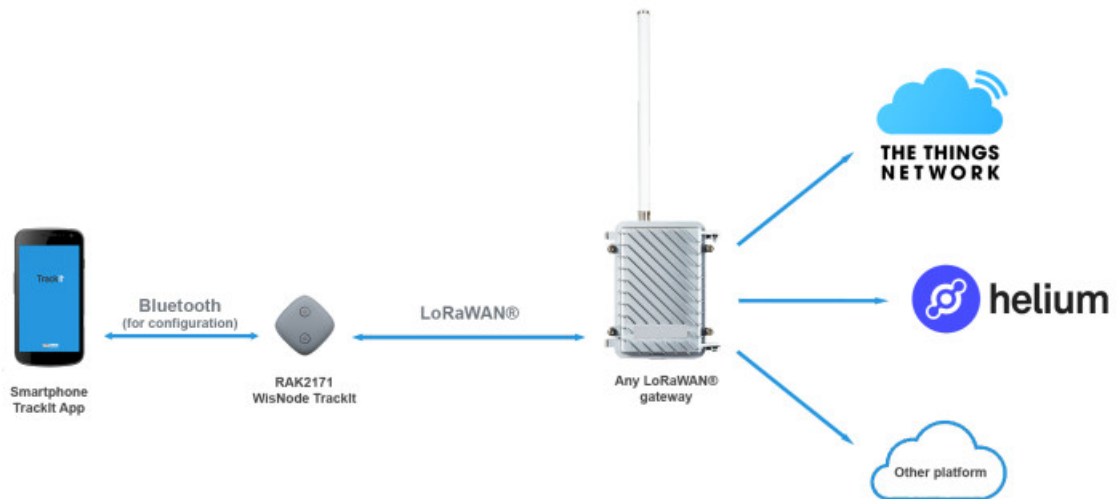 THE THINGS
NETWORK
helium
TrackIt
Bluetooth
(for configuration)
LoRaWAN®
Smartphone
TrackIt App
RAK2171
WisNode TrackIt
Any LoRaWAN®
gateway
Other platform